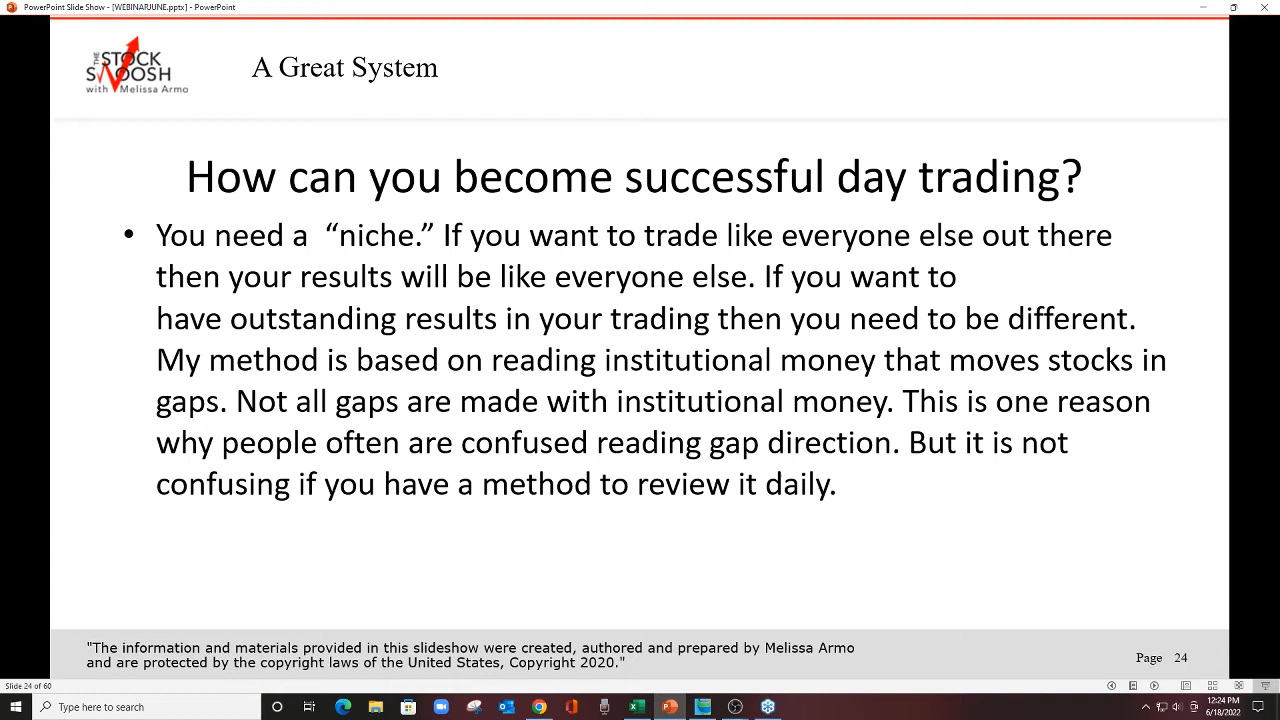 PowerPoint Slide Show - [WEBINARJUNE.pptx] - PowerPoint
THE
STOCK
SWOOSH
with Melissa Armo
A Great System
How can you become successful day trading?
• You need a “niche.” If you want to trade like everyone else out there
then your results will be like everyone else. If you want to
have outstanding results in your trading then you need to be different.
My method is based on reading institutional money that moves stocks in
gaps. Not all gaps are made with institutional money. This is one reason
why people often are confused reading gap direction. But it is not
confusing if you have a method to review it daily.
"The information and materials provided in this slideshow were created, authored and prepared by Melissa Armo
and are protected by the copyright laws of the United States, Copyright 2020."
Page 24
Slide 24 of 60
Type here to search
12:24 PM
6/18/2022